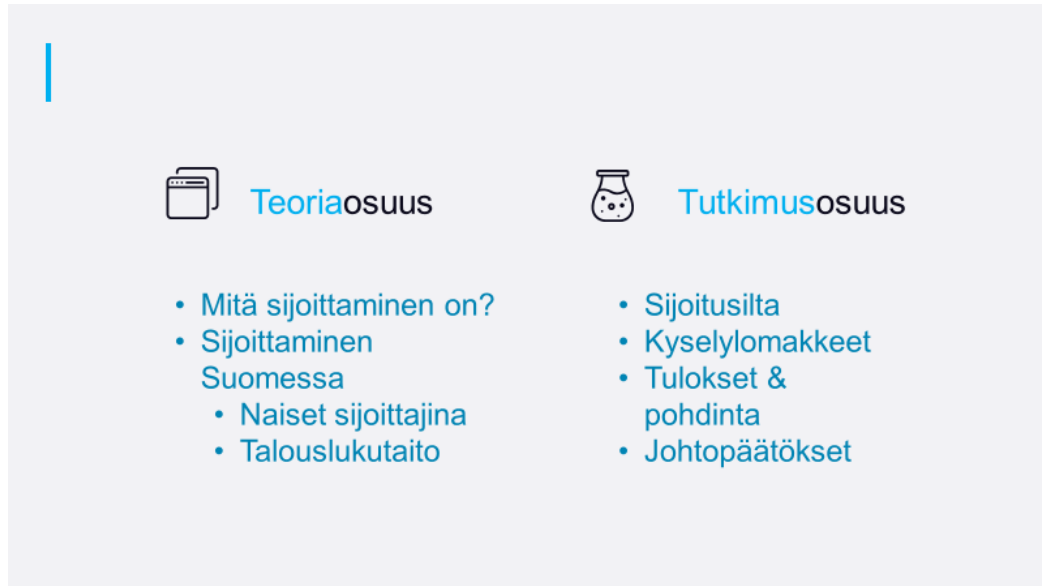 Teoriaosuus
• Mitä sijoittaminen on?
• Sijoittaminen
Suomessa
• Naiset sijoittajina
• Talouslukutaito
Tutkimusosuus
• Sijoitusilta
• Kyselylomakkeet
• Tulokset &
pohdinta
• Johtopäätökset